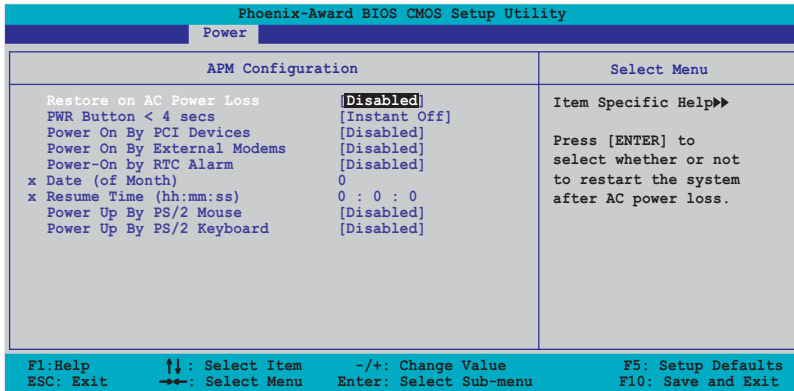 Phoenix-Award BIOS CMOS Setup Utility
Power
APM Configuration
Select Menu
Restore on AC Power Loss [Disabled]
PWR Button < 4 secs [Instant Off]
Power On By PCI Devices [Disabled]
Power On By External Modems [Disabled]
Power-On by RTC Alarm [Disabled]
x Date (of Month) 0
x Resume Time (hh:mm:ss) 0 : 0 : 0
Power Up By PS/2 Mouse [Disabled]
Power Up By PS/2 Keyboard [Disabled]
Item Specific Help▶▶
Press [ENTER] to
select whether or not
to restart the system
after AC power loss.
F1:Help ↑↓: Select Item -/+: Change Value F5: Setup Defaults
ESC: Exit →←: Select Menu Enter: Select Sub-menu F10: Save and Exit